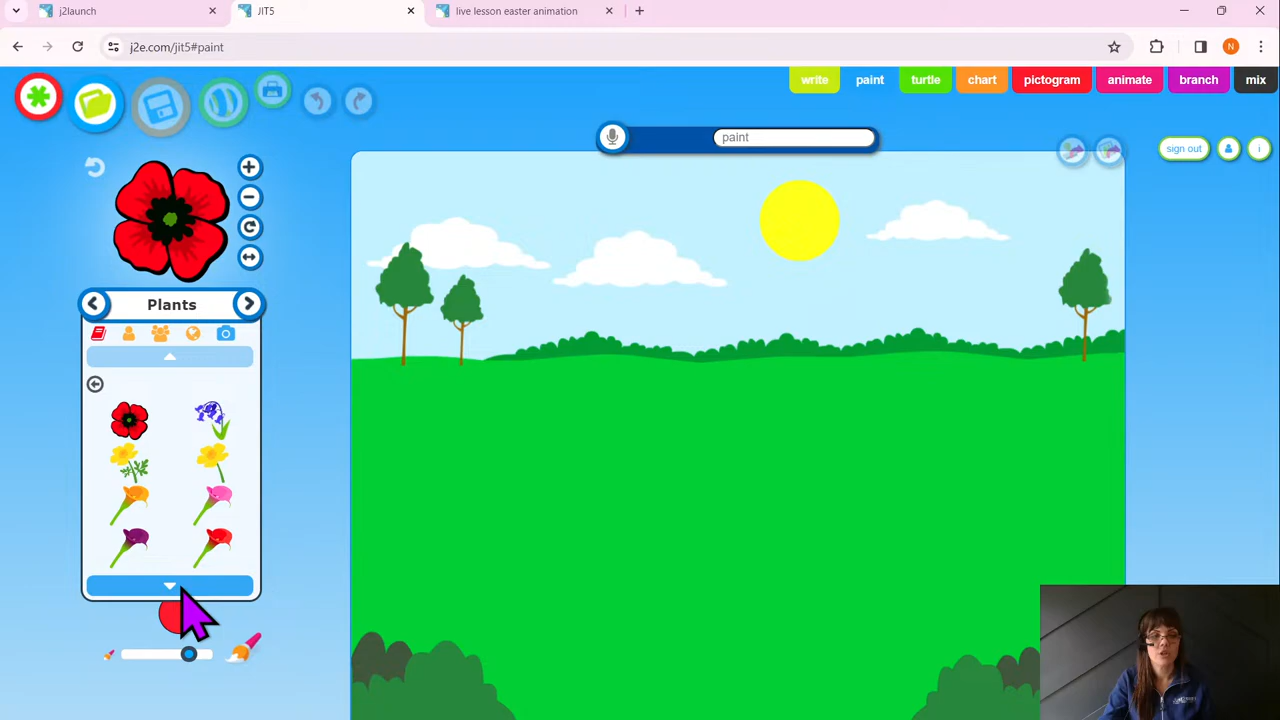 j2launch
JIT5
live lesson easter animation
j2e.com/jit5#paint
N
write
paint
turtle
chart
pictogram
animate
branch
mix
paint
sign out
i
Plants